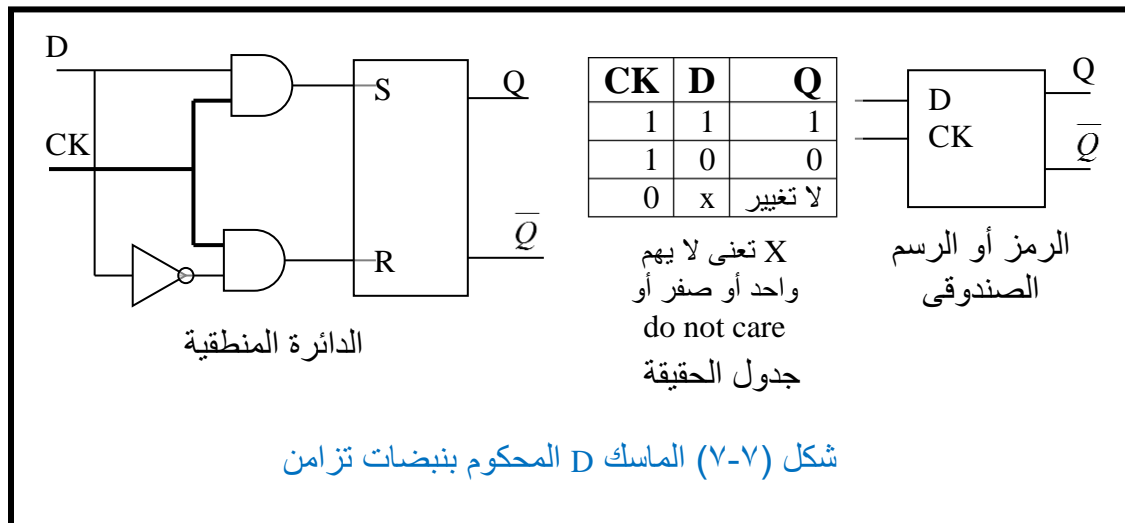 D
CK
S
R
Q
Q̅
الدائرة المنطقية
CK D Q
1 1 1
1 0 0
0 x لا تغيير
X تعنى لا يهم
واحد أو صفر أو
do not care
جدول الحقيقة
D
CK
Q
Q̅
الرمز أو الرسم
الصندوقى
شكل (٧-٧) الماسك D المحكوم بنبضات تزامن